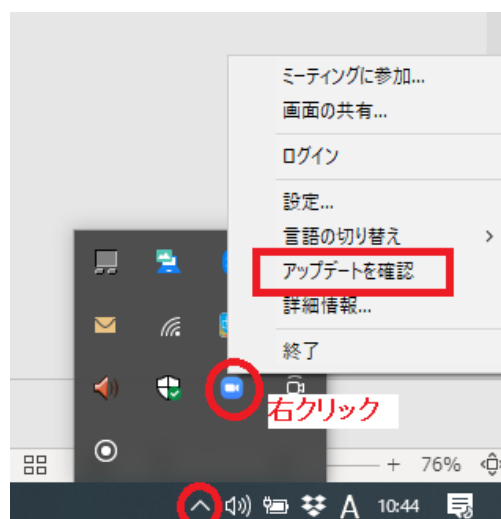 ミーティングに参加...
画面の共有...
ログイン
設定...
言語の切り替え
アップデートを確認
詳細情報...
終了
右クリック
76%
A 10:44